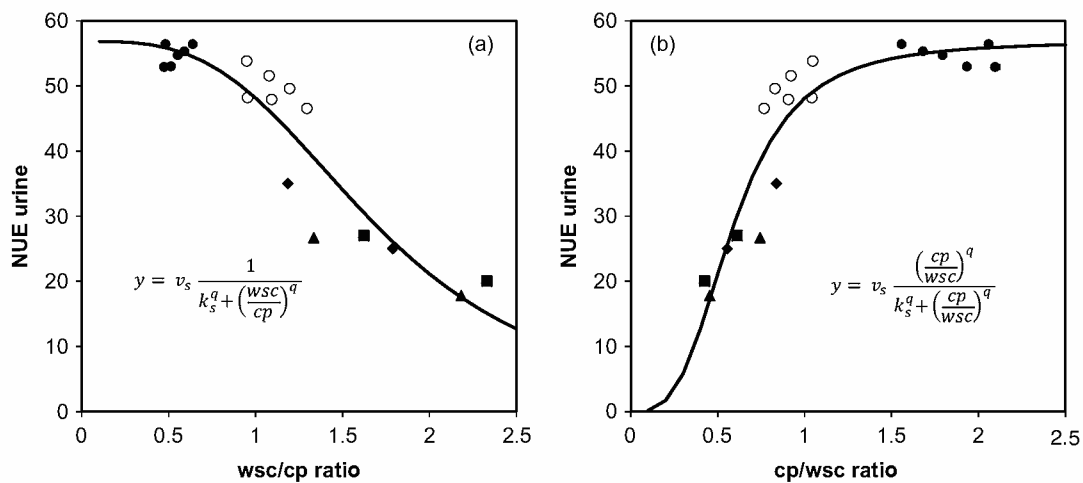 (a)
NUE urine
60
50
40
30
20
10
0
y = v_s 1 / (k_s^q + (wsc/cp)^q)
0 0.5 1 1.5 2 2.5
wsc/cp ratio
(b)
NUE urine
60
50
40
30
20
10
0
y = v_s (cp/wsc)^q / (k_s^q + (cp/wsc)^q)
0 0.5 1 1.5 2 2.5
cp/wsc ratio